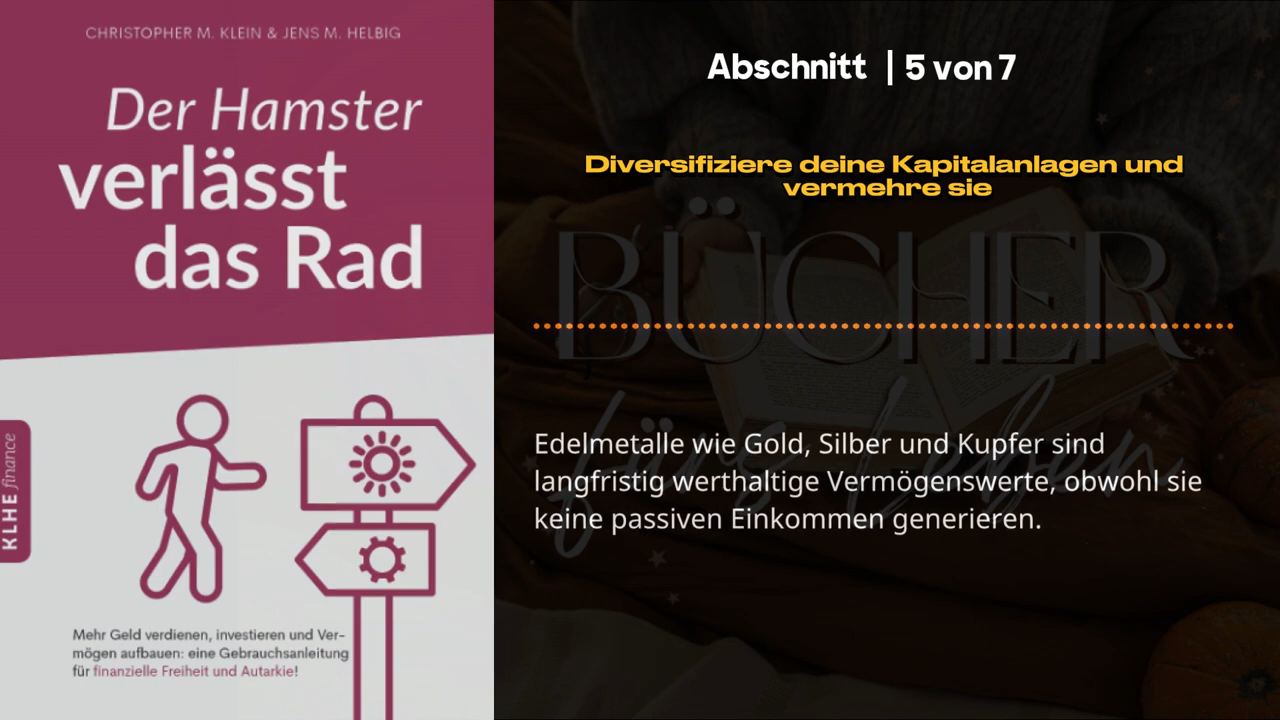 CHRISTOPHER M. KLEIN & JENS M. HELBIG
Der Hamster
verlässt
das Rad
KLHE finance
Mehr Geld verdienen, investieren und Ver-
mögen aufbauen: eine Gebrauchsanleitung
für finanzielle Freiheit und Autarkie!
Abschnitt | 5 von 7
Diversifiziere deine Kapitalanlagen und
vermehre sie
BÜCHER
fürs Leben
Edelmetalle wie Gold, Silber und Kupfer sind
langfristig werthaltige Vermögenswerte, obwohl sie
keine passiven Einkommen generieren.